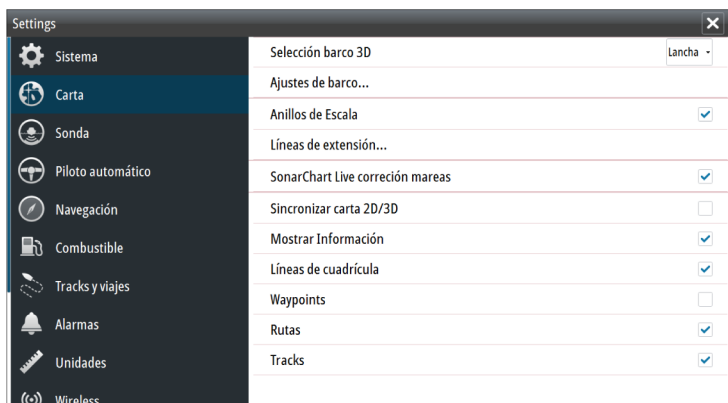 Settings
Sistema
Carta
Sonda
Piloto automático
Navegación
Combustible
Tracks y viajes
Alarmas
Unidades
Wireless
Selección barco 3D Lancha
Ajustes de barco...
Anillos de Escala
Líneas de extensión...
SonarChart Live correción mareas
Sincronizar carta 2D/3D
Mostrar Información
Líneas de cuadrícula
Waypoints
Rutas
Tracks